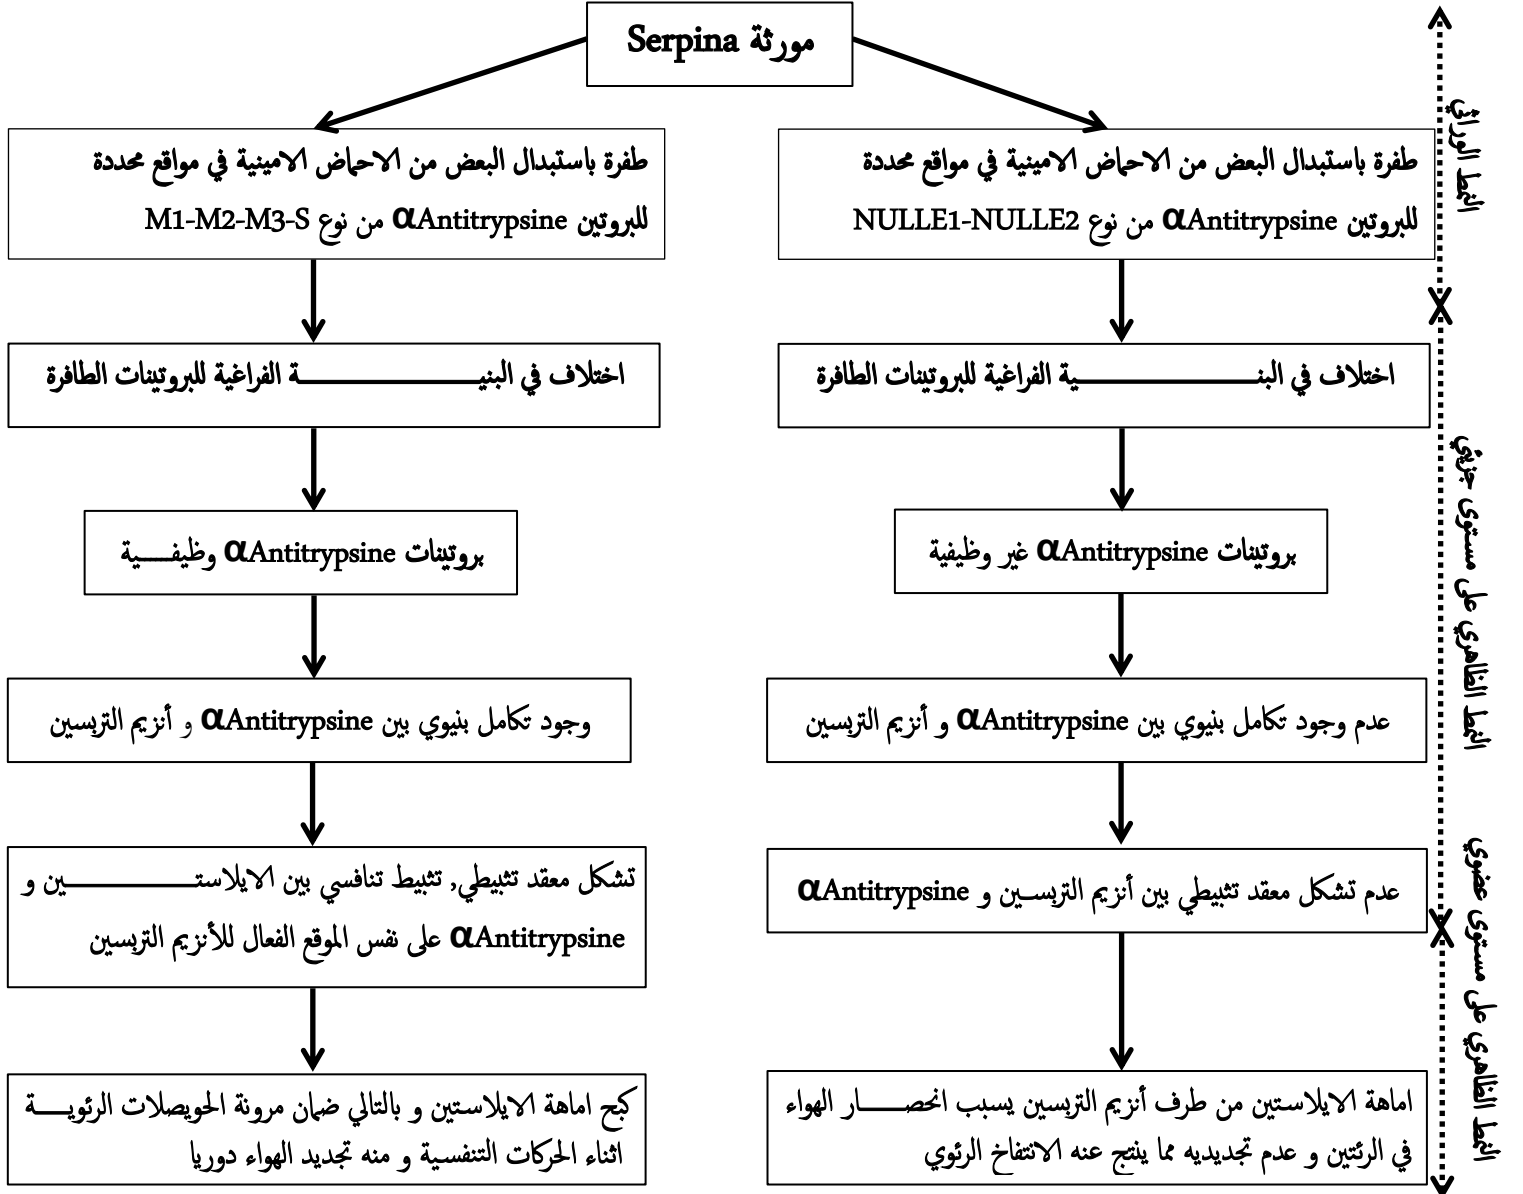 مورثة Serpina
طفرة باستبدال البعض من الاحماض الامينية في مواقع محددة
للبروتين αAntitrypsine من نوع NULLE1-NULLE2
اختلاف في البنـــــــــــــية الفراغية للبروتينات الطافرة
بروتينات αAntitrypsine غير وظيفية
عدم وجود تكامل بنيوي بين αAntitrypsine و أنزيم التربسين
عدم تشكل معقد تثبيطي بين أنزيم التربسـين و αAntitrypsine
اماهة الايلاستين من طرف أنزيم التربسين يسبب انحصـــــار الهواء
في الرئتين و عدم تجديديه مما ينتج عنه الانتفاخ الرئوي
طفرة باستبدال البعض من الاحماض الامينية في مواقع محددة
للبروتين αAntitrypsine من نوع M1-M2-M3-S
اختلاف في البنيـــــــــــــة الفراغية للبروتينات الطافرة
بروتينات αAntitrypsine وظيفــــية
وجود تكامل بنيوي بين αAntitrypsine و أنزيم التربسين
تشكل معقد تثبيطي, تثبيط تنافسي بين الايلاستـــــــــين و
αAntitrypsine على نفس الموقع الفعال للأنزيم التربسين
كبح اماهة الايلاستين و بالتالي ضمان مرونة الحويصلات الرئويــــة
اثناء الحركات التنفسية و منه تجديد الهواء دوريا
النمط الوراثي
النمط الظاهري على مستوى جزيئي
النمط الظاهري على مستوى عضوي